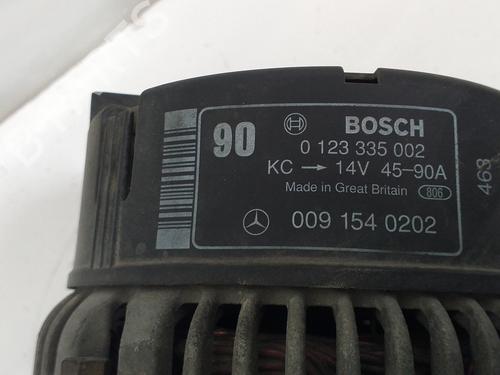 90 BOSCH
0 123 335 002
KC → 14V 45-90A
Made in Great Britain 806
009 154 0202
463